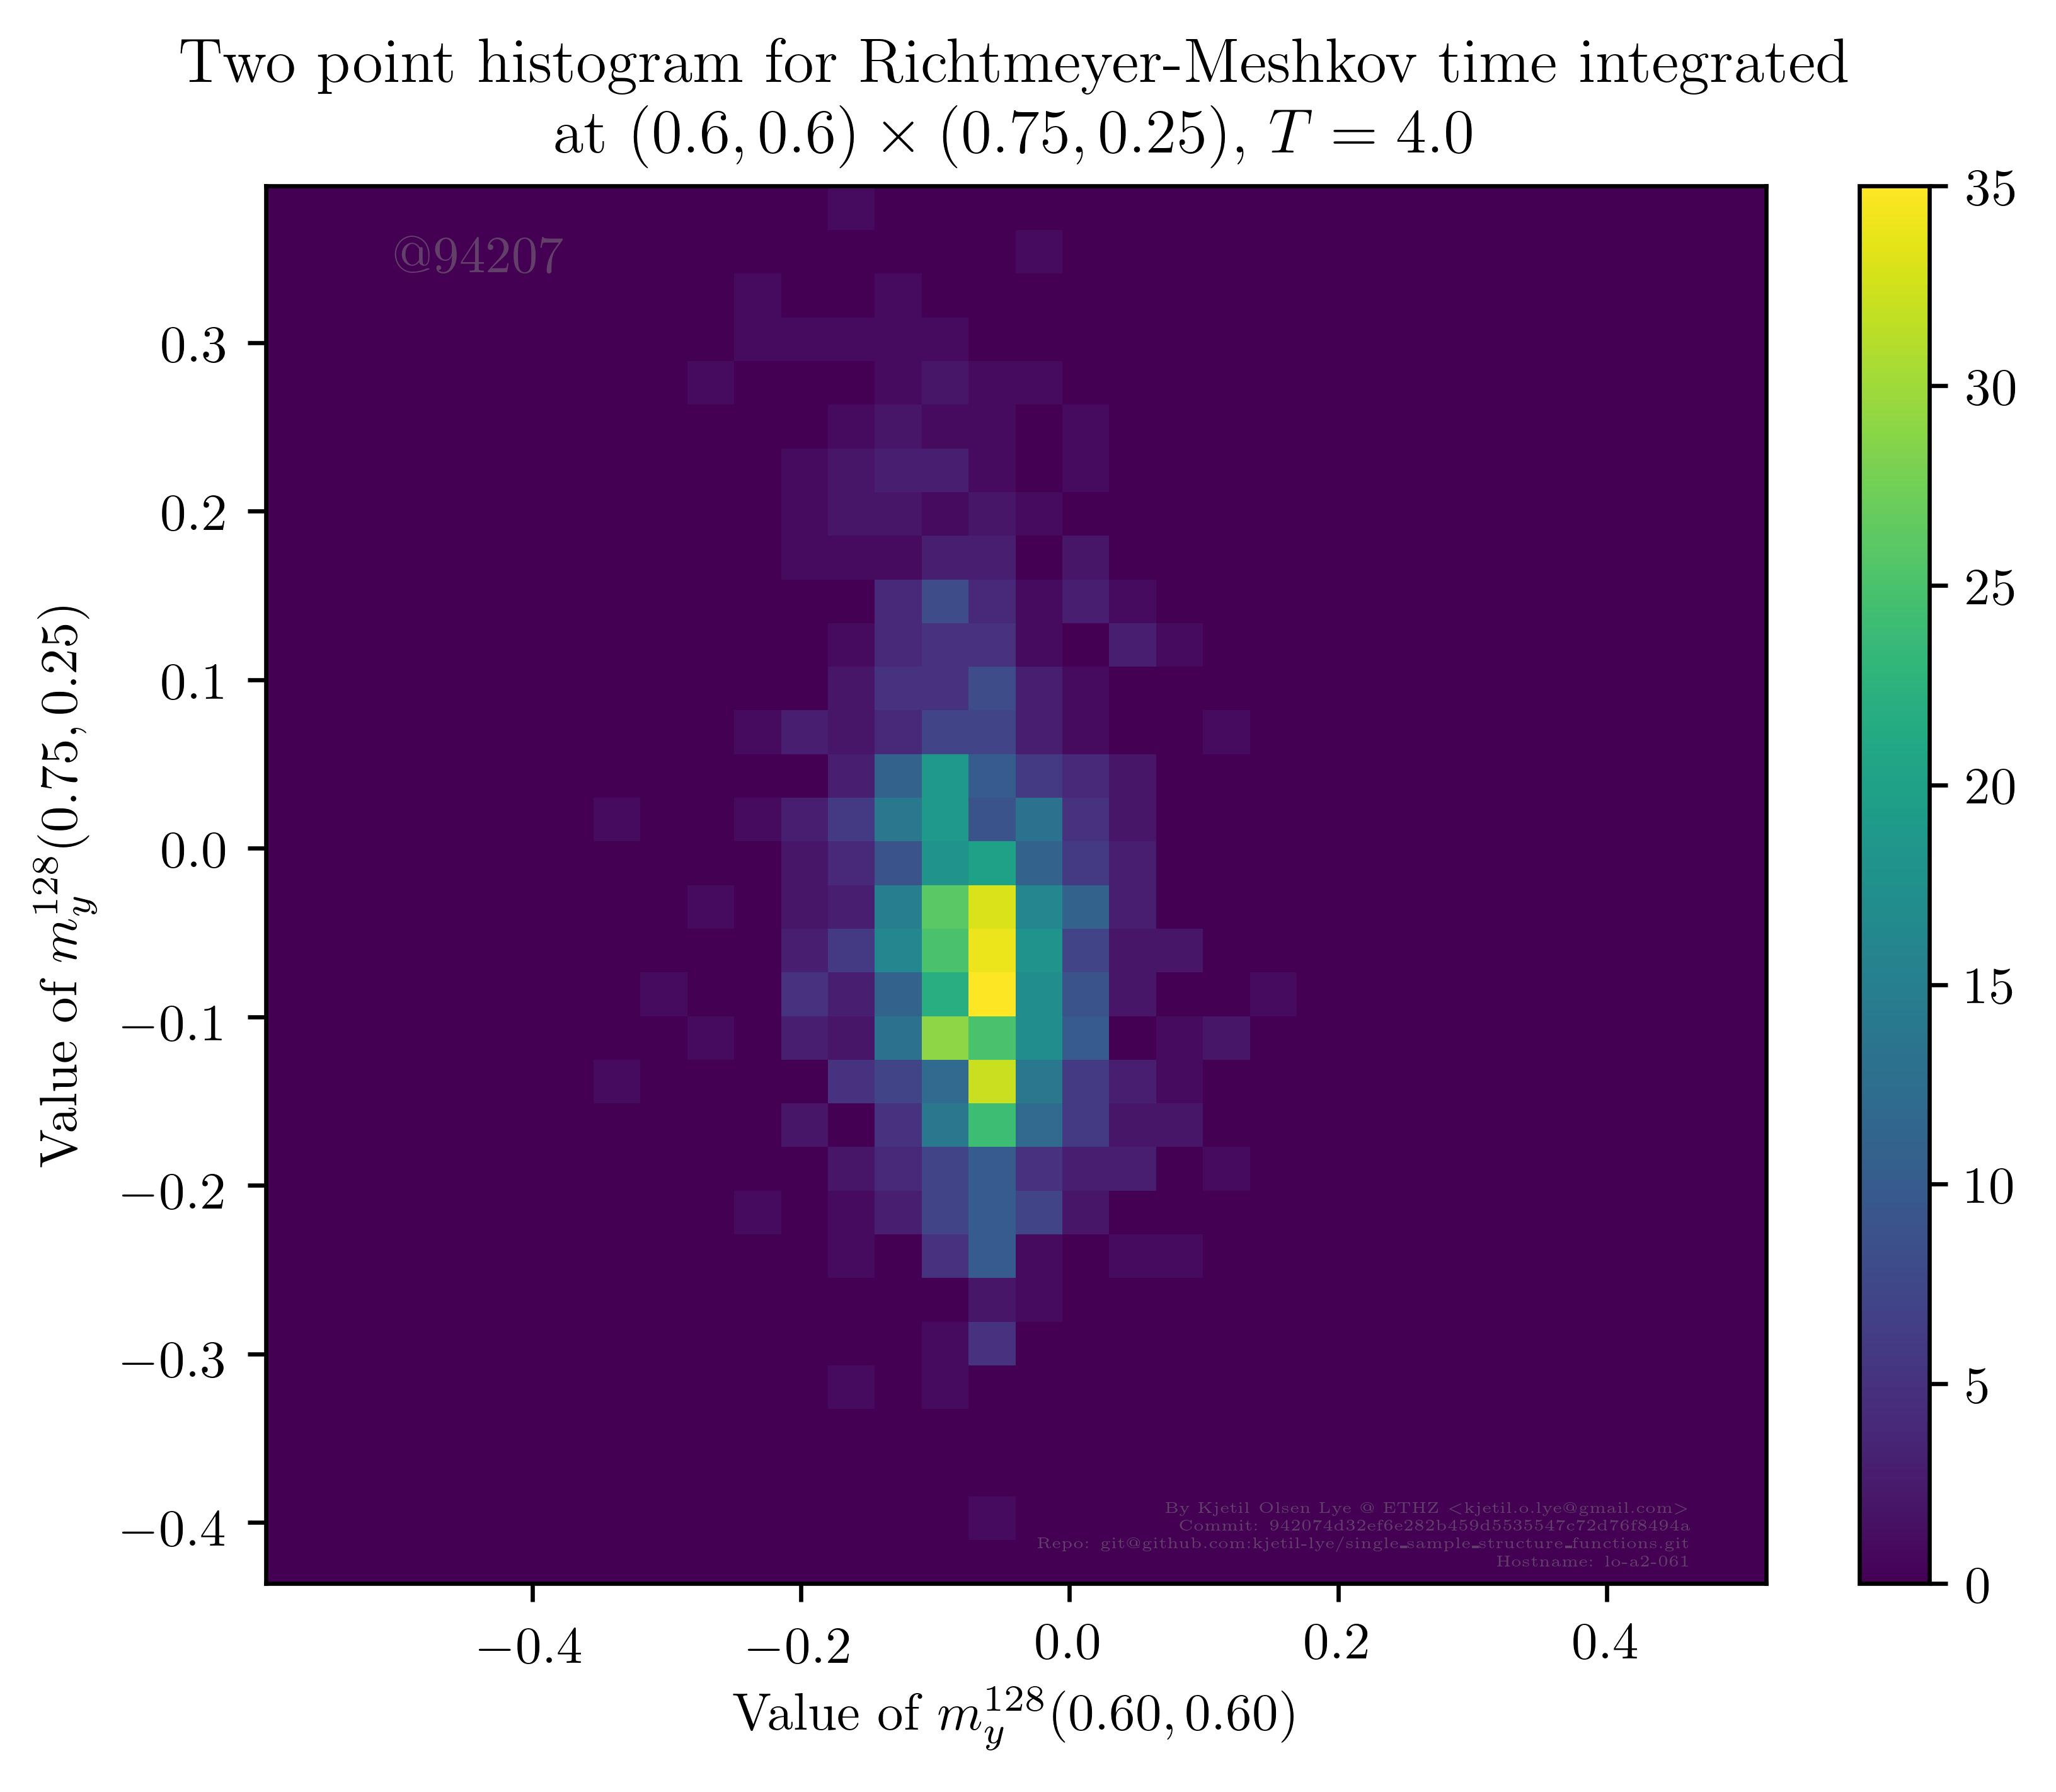 Two point histogram for Richtmeyer-Meshkov time integrated
at (0.6, 0.6) × (0.75, 0.25), T = 4.0
@94207
35
30
25
20
15
10
5
0
0.3
0.2
0.1
0.0
−0.1
−0.2
−0.3
−0.4
Value of m_y^128(0.75, 0.25)
By Kjetil Olsen Lye @ ETHZ <kjetil.o.lye@gmail.com>
Commit: 942074d32ef6e282b459d5535547c72d76f8494a
Repo: git@github.com:kjetil-lye/single_sample_structure_functions.git
Hostname: lo-a2-061
−0.4 −0.2 0.0 0.2 0.4
Value of m_y^128(0.60, 0.60)